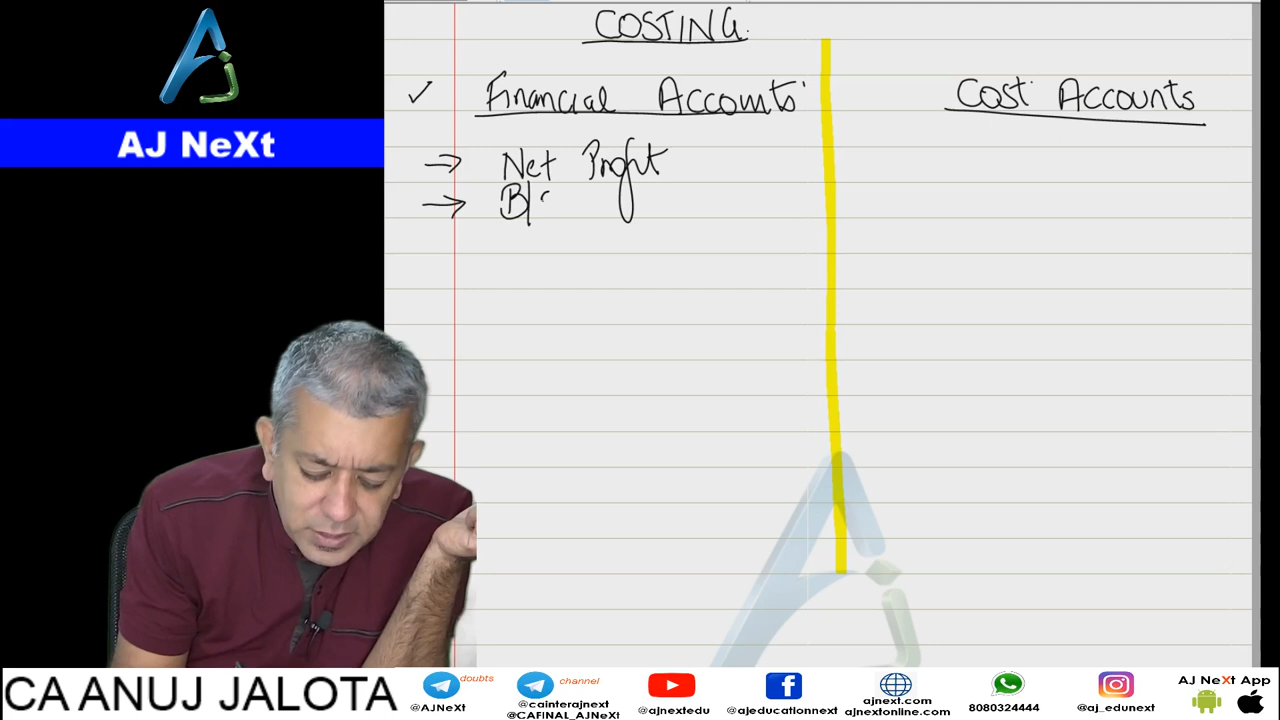 COSTING.
✓ Financial Accounts
Cost Accounts
→ Net Profit
→ B/
AJ NeXt
CA ANUJ JALOTA
doubts
@AJNeXt
channel
@cainterajnext
@CAFINAL_AJNeXt
@ajnextedu
@ajeducationnext
ajnext.com
ajnextonline.com
8080324444
@aj_edunext
AJ NeXt App